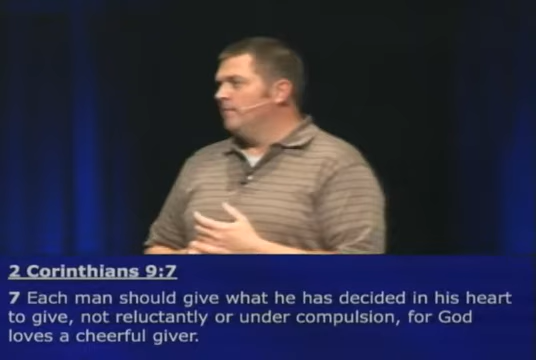 2 Corinthians 9:7
7 Each man should give what he has decided in his heart
to give, not reluctantly or under compulsion, for God
loves a cheerful giver.